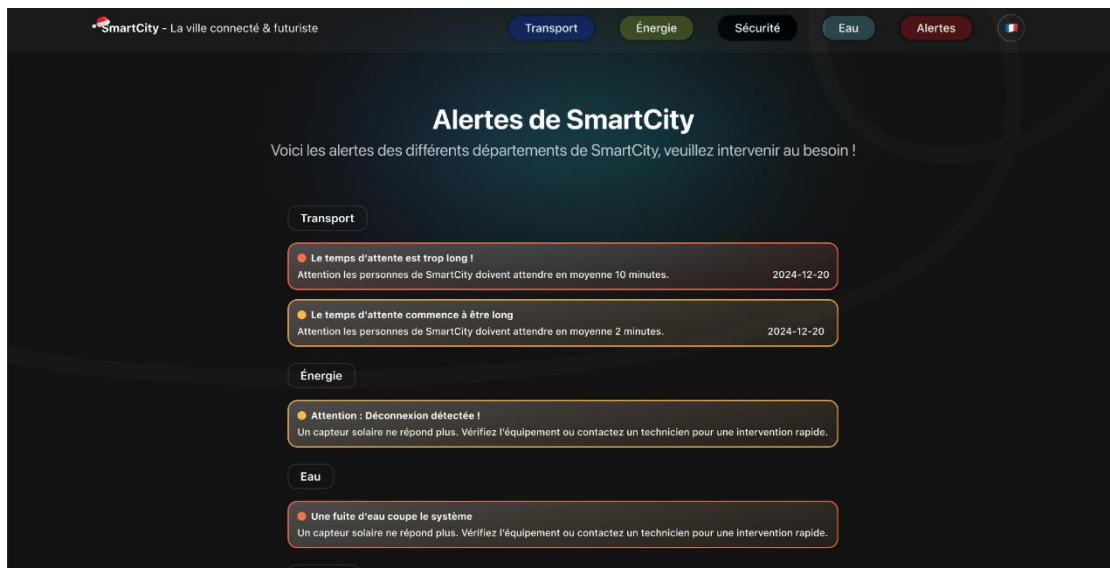 SmartCity - La ville connecté & futuriste
Transport
Énergie
Sécurité
Eau
Alertes
Alertes de SmartCity
Voici les alertes des différents départements de SmartCity, veuillez intervenir au besoin !
Transport
Le temps d'attente est trop long !
Attention les personnes de SmartCity doivent attendre en moyenne 10 minutes. 2024-12-20
Le temps d'attente commence à être long
Attention les personnes de SmartCity doivent attendre en moyenne 2 minutes. 2024-12-20
Énergie
Attention : Déconnexion détectée !
Un capteur solaire ne répond plus. Vérifiez l'équipement ou contactez un technicien pour une intervention rapide.
Eau
Une fuite d'eau coupe le système
Un capteur solaire ne répond plus. Vérifiez l'équipement ou contactez un technicien pour une intervention rapide.